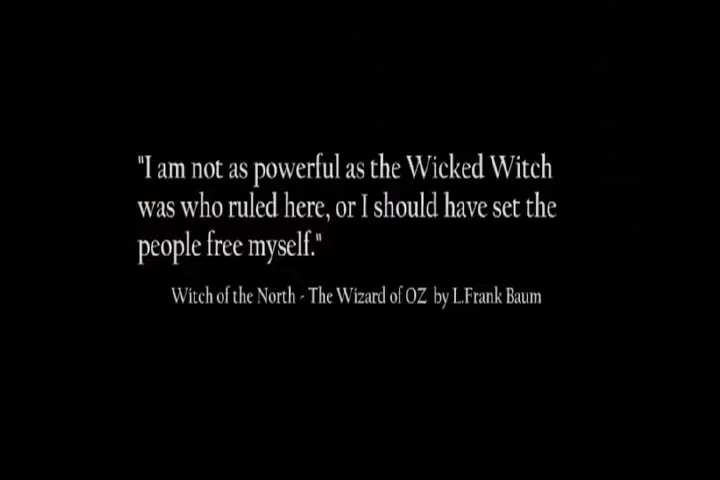 "I am not as powerful as the Wicked Witch
was who ruled here, or I should have set the
people free myself."
Witch of the North - The Wizard of OZ by L.Frank Baum